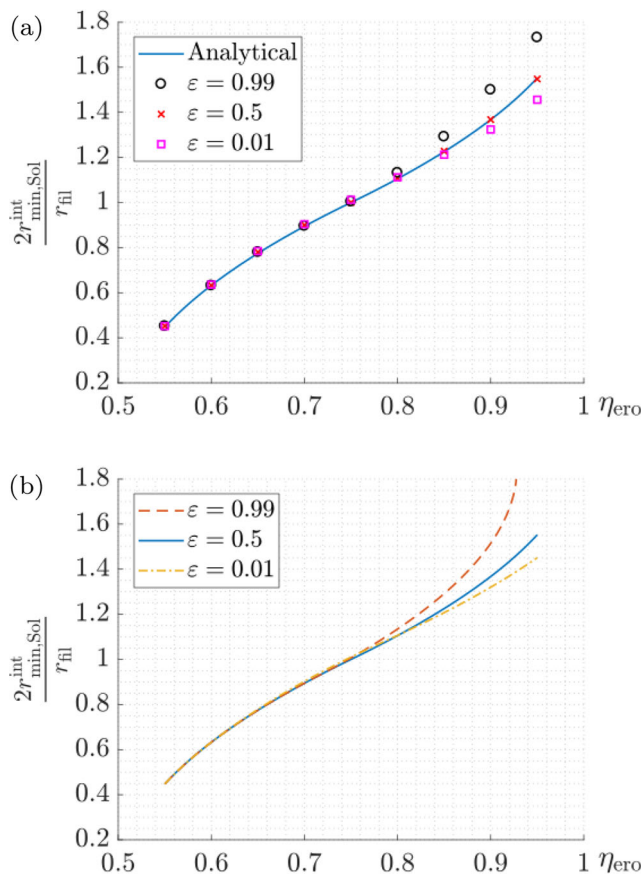 (a)
1.8
1.6
1.4
1.2
1
0.8
0.6
0.4
0.2
2r^int_min,Sol / r_fil
Analytical
ε = 0.99
ε = 0.5
ε = 0.01
0.5 0.6 0.7 0.8 0.9 1 η_ero
(b)
1.8
1.6
1.4
1.2
1
0.8
0.6
0.4
0.2
2r^int_min,Sol / r_fil
ε = 0.99
ε = 0.5
ε = 0.01
0.5 0.6 0.7 0.8 0.9 1 η_ero